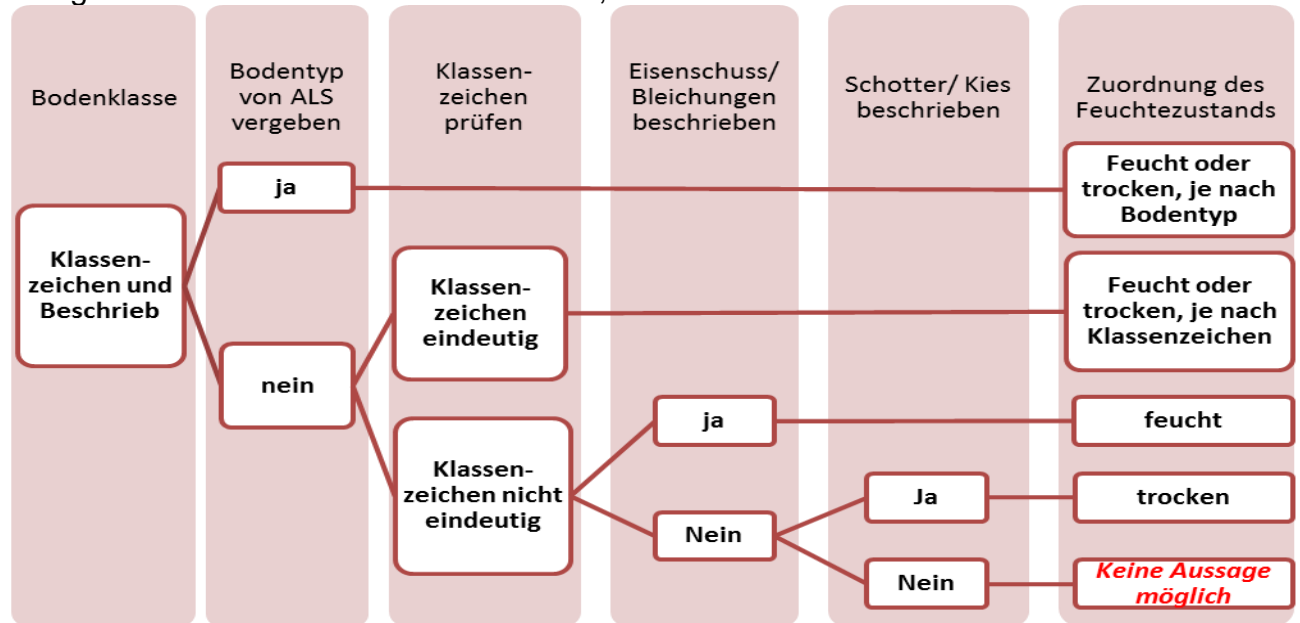 Bodenklasse
Bodentyp
von ALS
vergeben
Klassen-
zeichen
prüfen
Eisenschuss/
Bleichungen
beschrieben
Schotter/ Kies
beschrieben
Zuordnung des
Feuchtezustands
Klassen-
zeichen und
Beschrieb
ja
nein
Klassen-
zeichen
eindeutig
Klassen-
zeichen nicht
eindeutig
ja
Nein
Ja
Nein
Feucht oder
trocken, je nach
Bodentyp
Feucht oder
trocken, je nach
Klassenzeichen
feucht
trocken
Keine Aussage
möglich